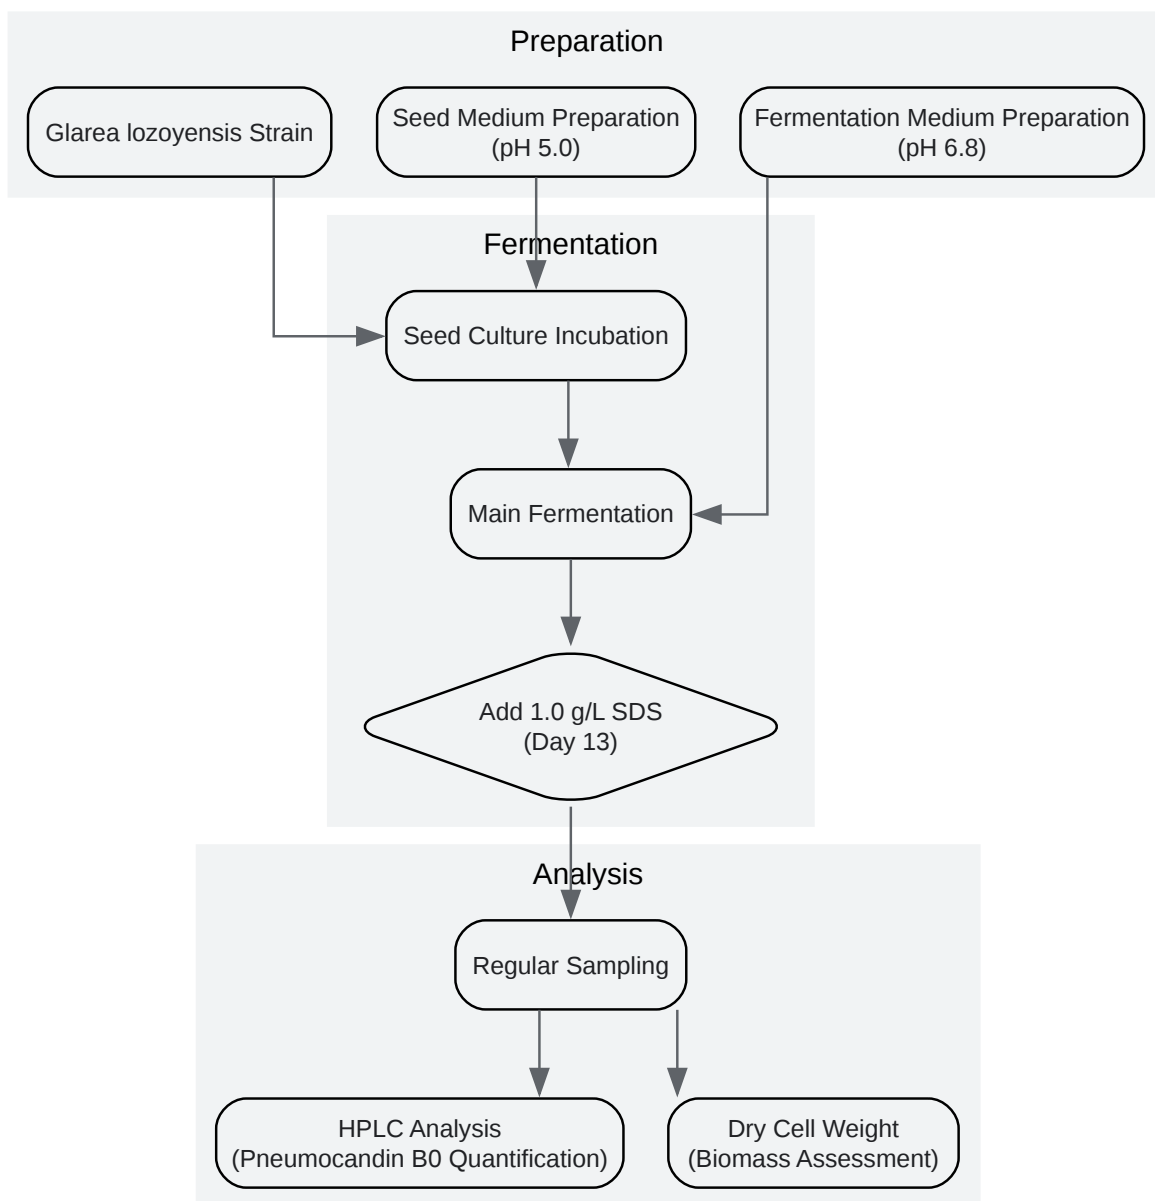 Preparation
Glarea lozoyensis Strain
Seed Medium Preparation
(pH 5.0)
Fermentation Medium Preparation
(pH 6.8)
Fermentation
Seed Culture Incubation
Main Fermentation
Add 1.0 g/L SDS
(Day 13)
Analysis
Regular Sampling
HPLC Analysis
(Pneumocandin B0 Quantification)
Dry Cell Weight
(Biomass Assessment)